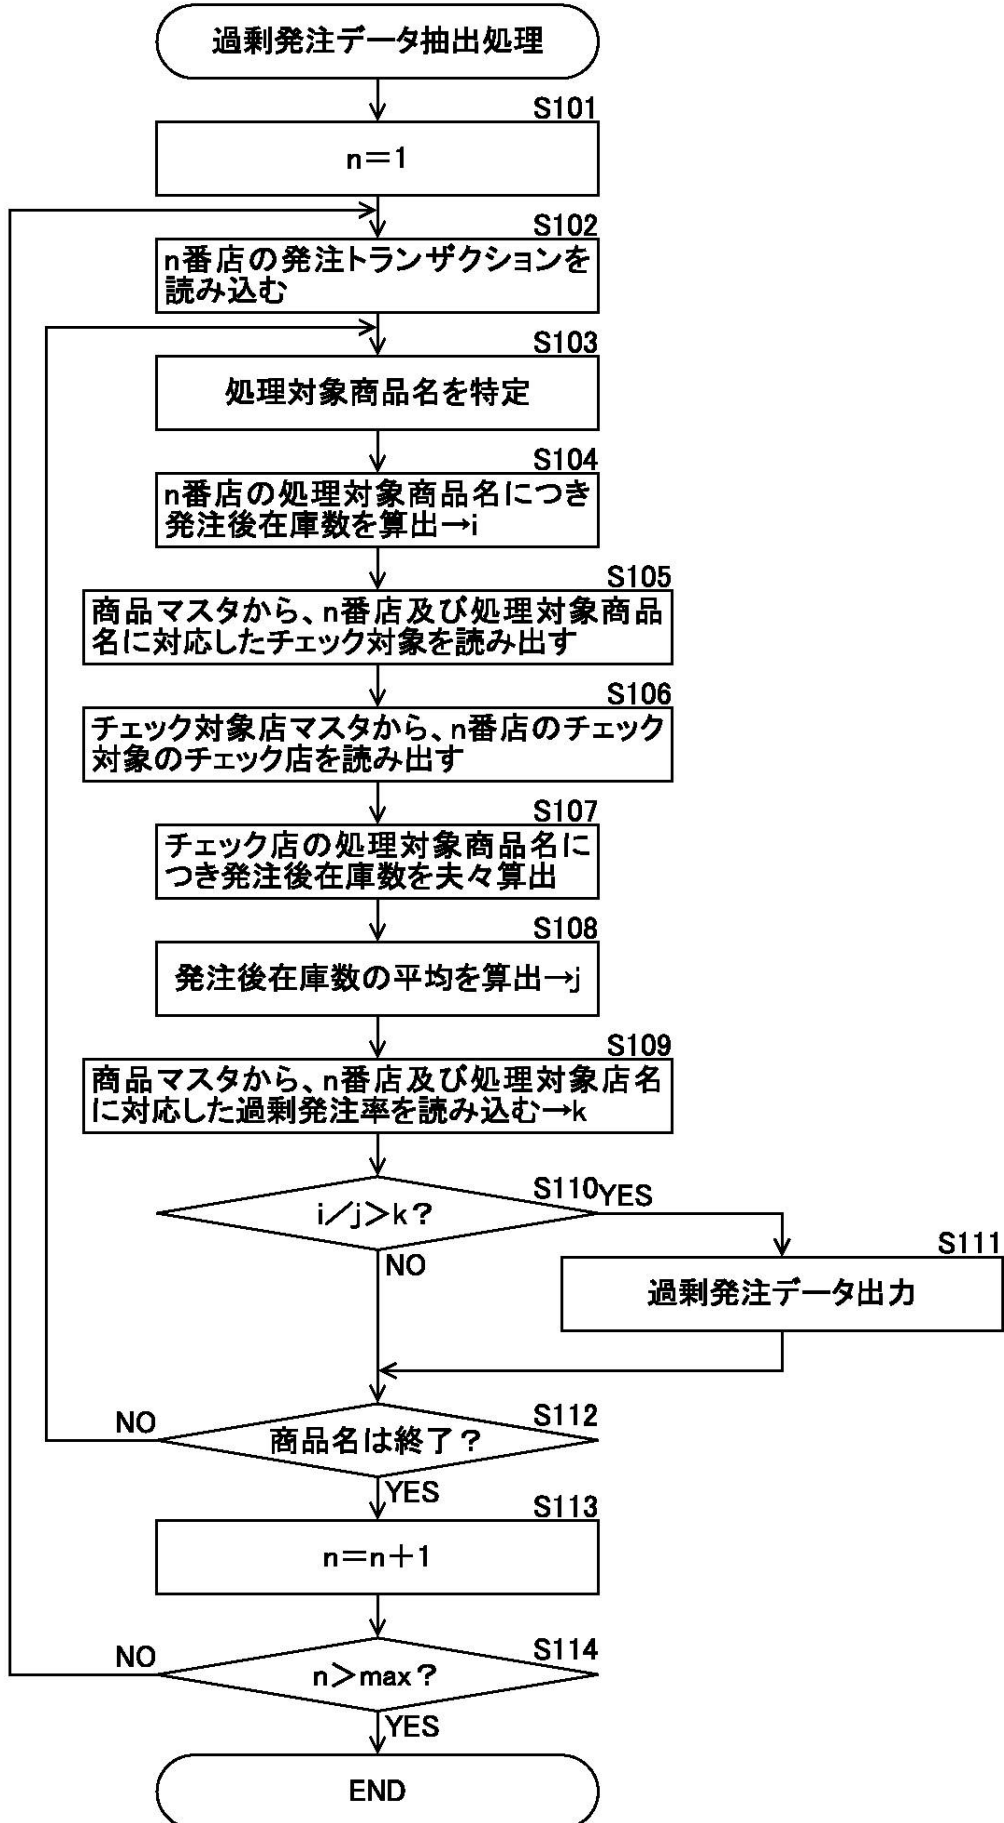 過剰発注データ抽出処理
S101
n=1
S102
n番店の発注トランザクションを
読み込む
S103
処理対象商品名を特定
S104
n番店の処理対象商品名につき
発注後在庫数を算出→i
S105
商品マスタから、n番店及び処理対象商品
名に対応したチェック対象を読み出す
S106
チェック対象店マスタから、n番店のチェック
対象のチェック店を読み出す
S107
チェック店の処理対象商品名に
つき発注後在庫数を夫々算出
S108
発注後在庫数の平均を算出→j
S109
商品マスタから、n番店及び処理対象店名
に対応した過剰発注率を読み込む→k
S110
i/j>k?
YES
NO
S111
過剰発注データ出力
S112
商品名は終了?
NO
YES
S113
n=n+1
S114
n>max?
NO
YES
END